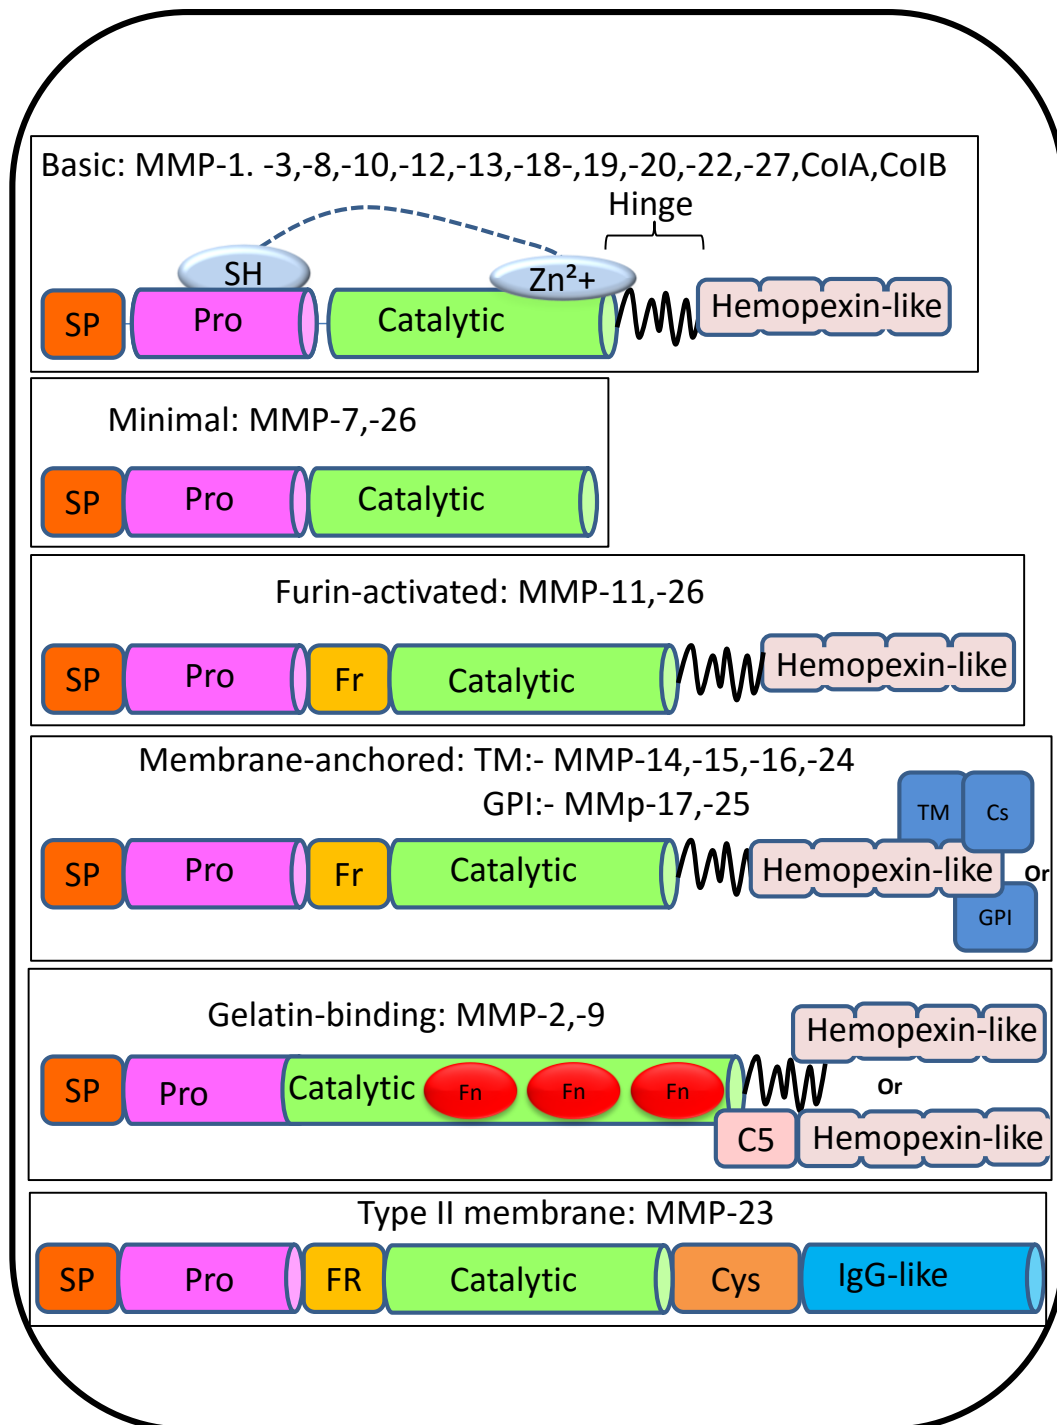 Basic: MMP-1. -3,-8,-10,-12,-13,-18-,19,-20,-22,-27,CoIA,CoIB
Hinge
SH
Zn²+
SP
Pro
Catalytic
Hemopexin-like
Minimal: MMP-7,-26
SP
Pro
Catalytic
Furin-activated: MMP-11,-26
SP
Pro
Fr
Catalytic
Hemopexin-like
Membrane-anchored: TM:- MMP-14,-15,-16,-24
GPI:- MMp-17,-25
TM
Cs
SP
Pro
Fr
Catalytic
Hemopexin-like
Or
GPI
Gelatin-binding: MMP-2,-9
Hemopexin-like
SP
Pro
Catalytic
Fn
Fn
Fn
Or
C5
Hemopexin-like
Type II membrane: MMP-23
SP
Pro
FR
Catalytic
Cys
IgG-like